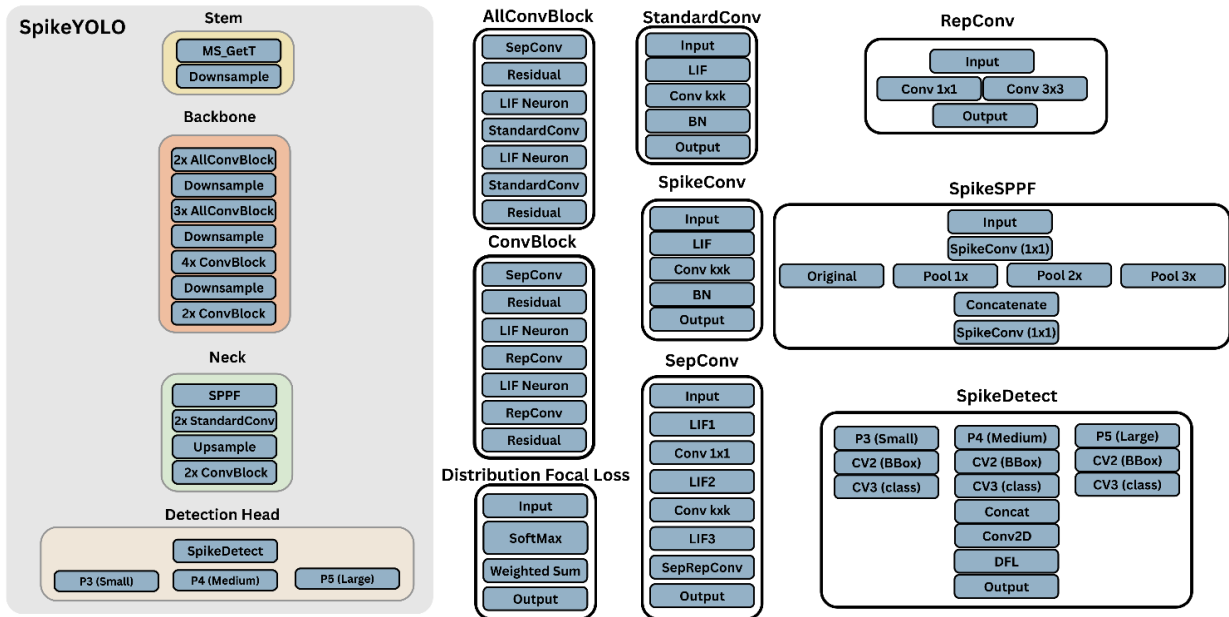 SpikeYOLO
Stem
MS_GetT
Downsample
Backbone
2x AllConvBlock
Downsample
3x AllConvBlock
Downsample
4x ConvBlock
Downsample
2x ConvBlock
Neck
SPPF
2x StandardConv
Upsample
2x ConvBlock
Detection Head
SpikeDetect
P3 (Small) P4 (Medium) P5 (Large)
AllConvBlock
SepConv
Residual
LIF Neuron
StandardConv
LIF Neuron
StandardConv
Residual
ConvBlock
SepConv
Residual
LIF Neuron
RepConv
LIF Neuron
RepConv
Residual
Distribution Focal Loss
Input
SoftMax
Weighted Sum
Output
StandardConv
Input
LIF
Conv kxk
BN
Output
SpikeConv
Input
LIF
Conv kxk
BN
Output
SepConv
Input
LIF1
Conv 1x1
LIF2
Conv kxk
LIF3
SepRepConv
Output
RepConv
Input
Conv 1x1 Conv 3x3
Output
SpikeSPPF
Input
SpikeConv (1x1)
Original Pool 1x Pool 2x Pool 3x
Concatenate
SpikeConv (1x1)
SpikeDetect
P3 (Small) P4 (Medium) P5 (Large)
CV2 (BBox) CV2 (BBox) CV2 (BBox)
CV3 (class) CV3 (class) CV3 (class)
Concat
Conv2D
DFL
Output